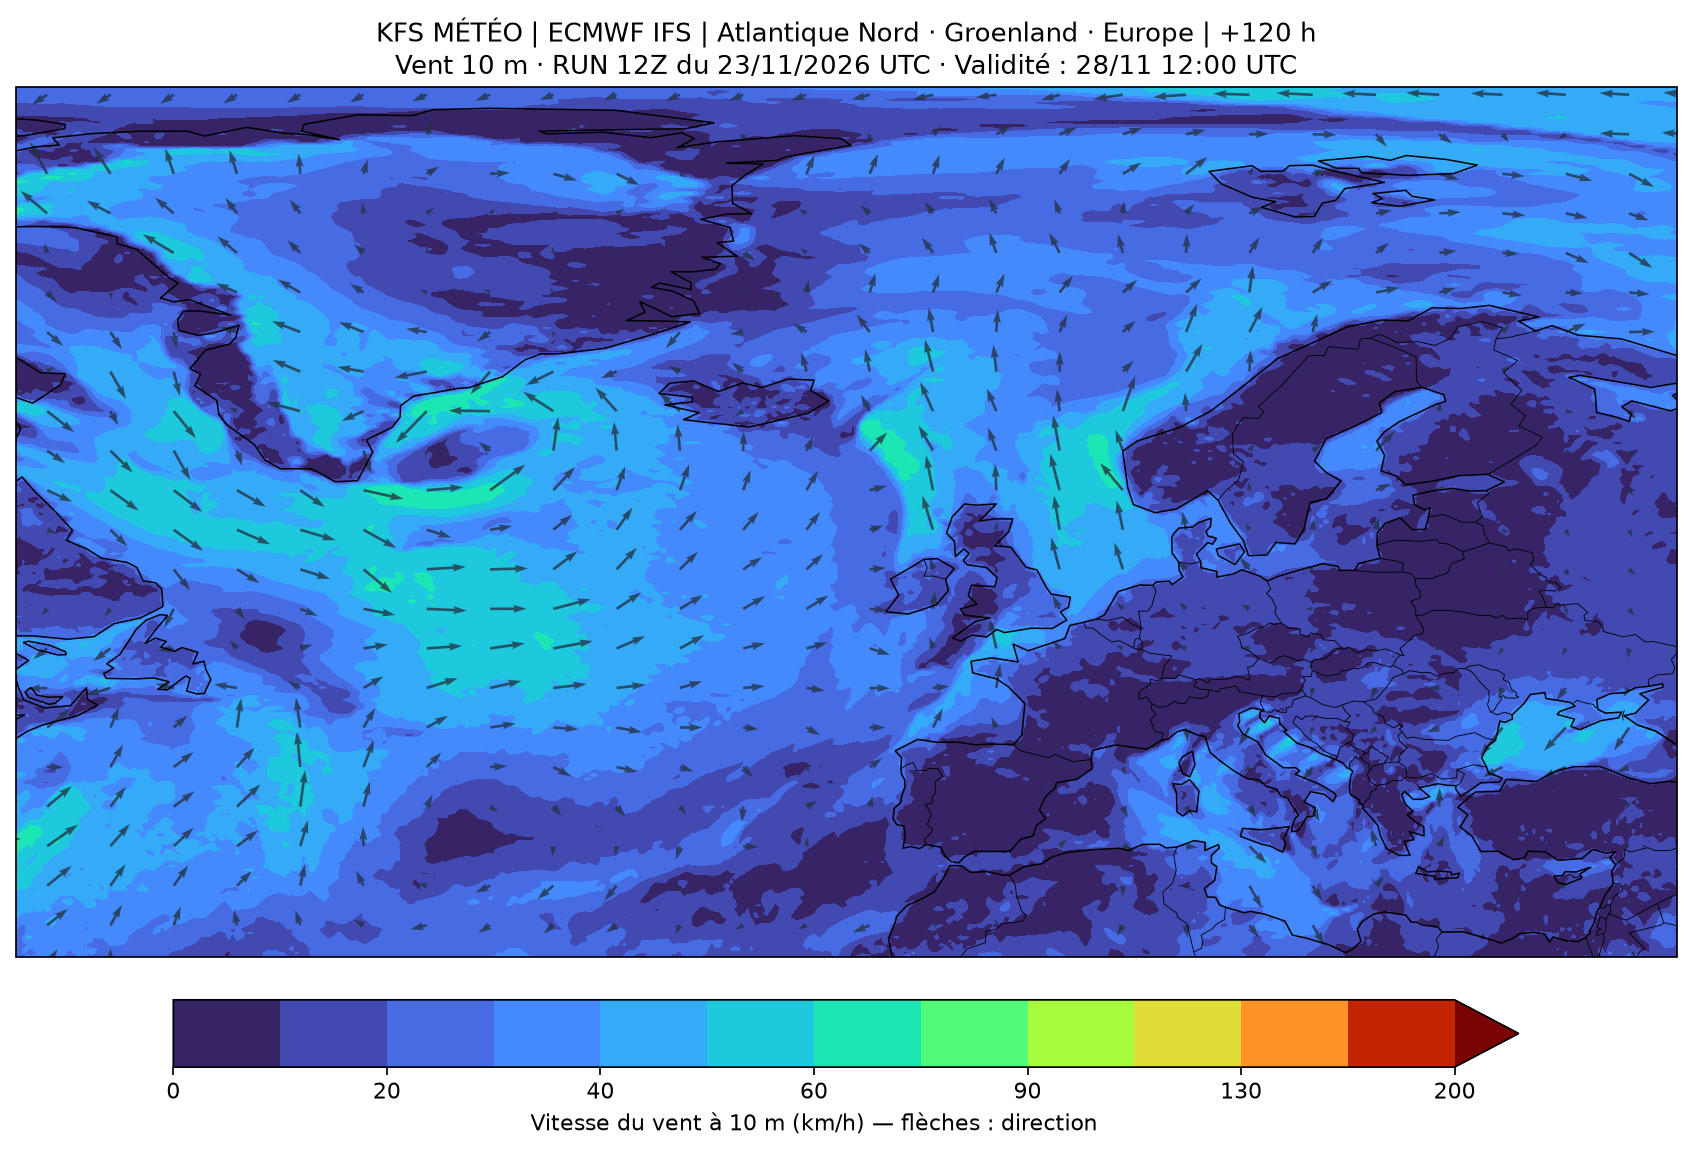 KFS MÉTÉO | ECMWF IFS | Atlantique Nord · Groenland · Europe | +120 h
Vent 10 m · RUN 12Z du 23/11/2026 UTC · Validité : 28/11 12:00 UTC
0 20 40 60 90 130 200
Vitesse du vent à 10 m (km/h) — flèches : direction